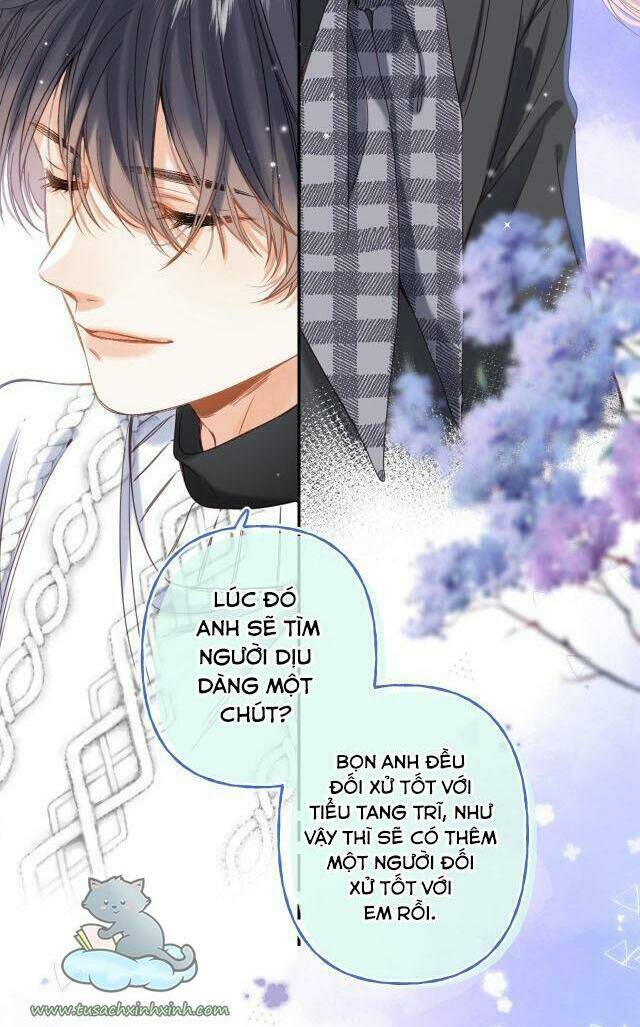 LÚC ĐÓ
ANH SẼ TÌM
NGƯỜI DỊU
DÀNG MỘT
CHÚT?
BỌN ANH ĐỀU
ĐỐI XỬ TỐT VỚI
TIỂU TANG TRĨ, NHƯ
VẬY THÌ SẼ CÓ THÊM
MỘT NGƯỜI ĐỐI
XỬ TỐT VỚI
EM RỒI.
www.tusachxinhxinh.com